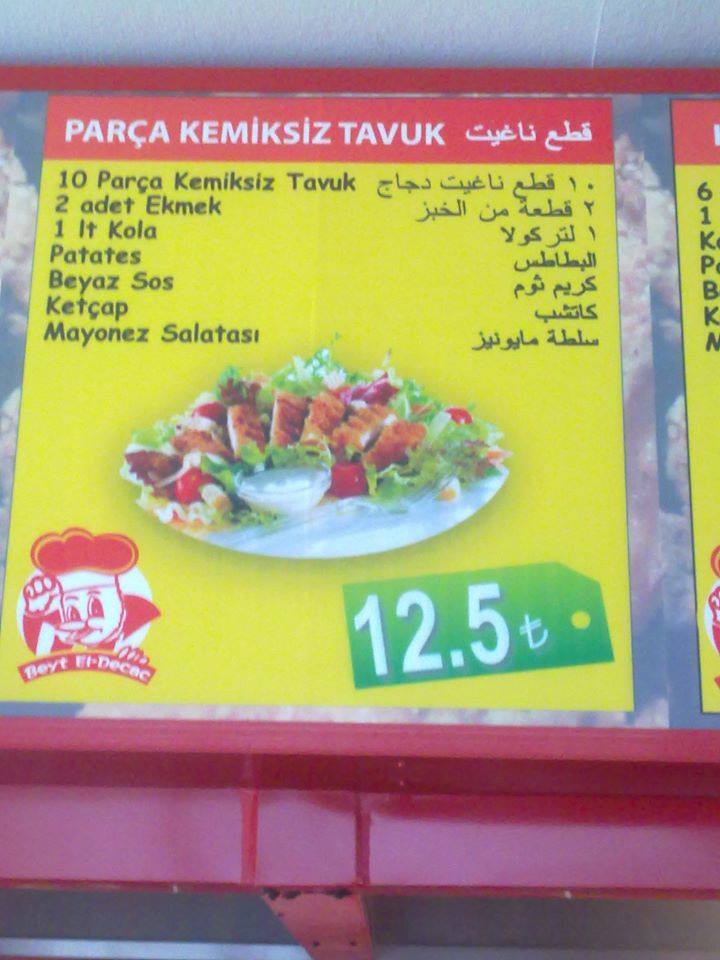 PARÇA KEMİKSİZ TAVUK قطع ناغيت
10 Parça Kemiksiz Tavuk ١٠ قطع ناغيت دجاج
2 adet Ekmek ٢ قطعة من الخبز
1 lt Kola ١ لتر كولا
Patates البطاطس
Beyaz Sos كريم ثوم
Ketçap كاتشب
Mayonez Salatası سلطة مايونيز
12.5₺
Beyt El-Decac
6
1